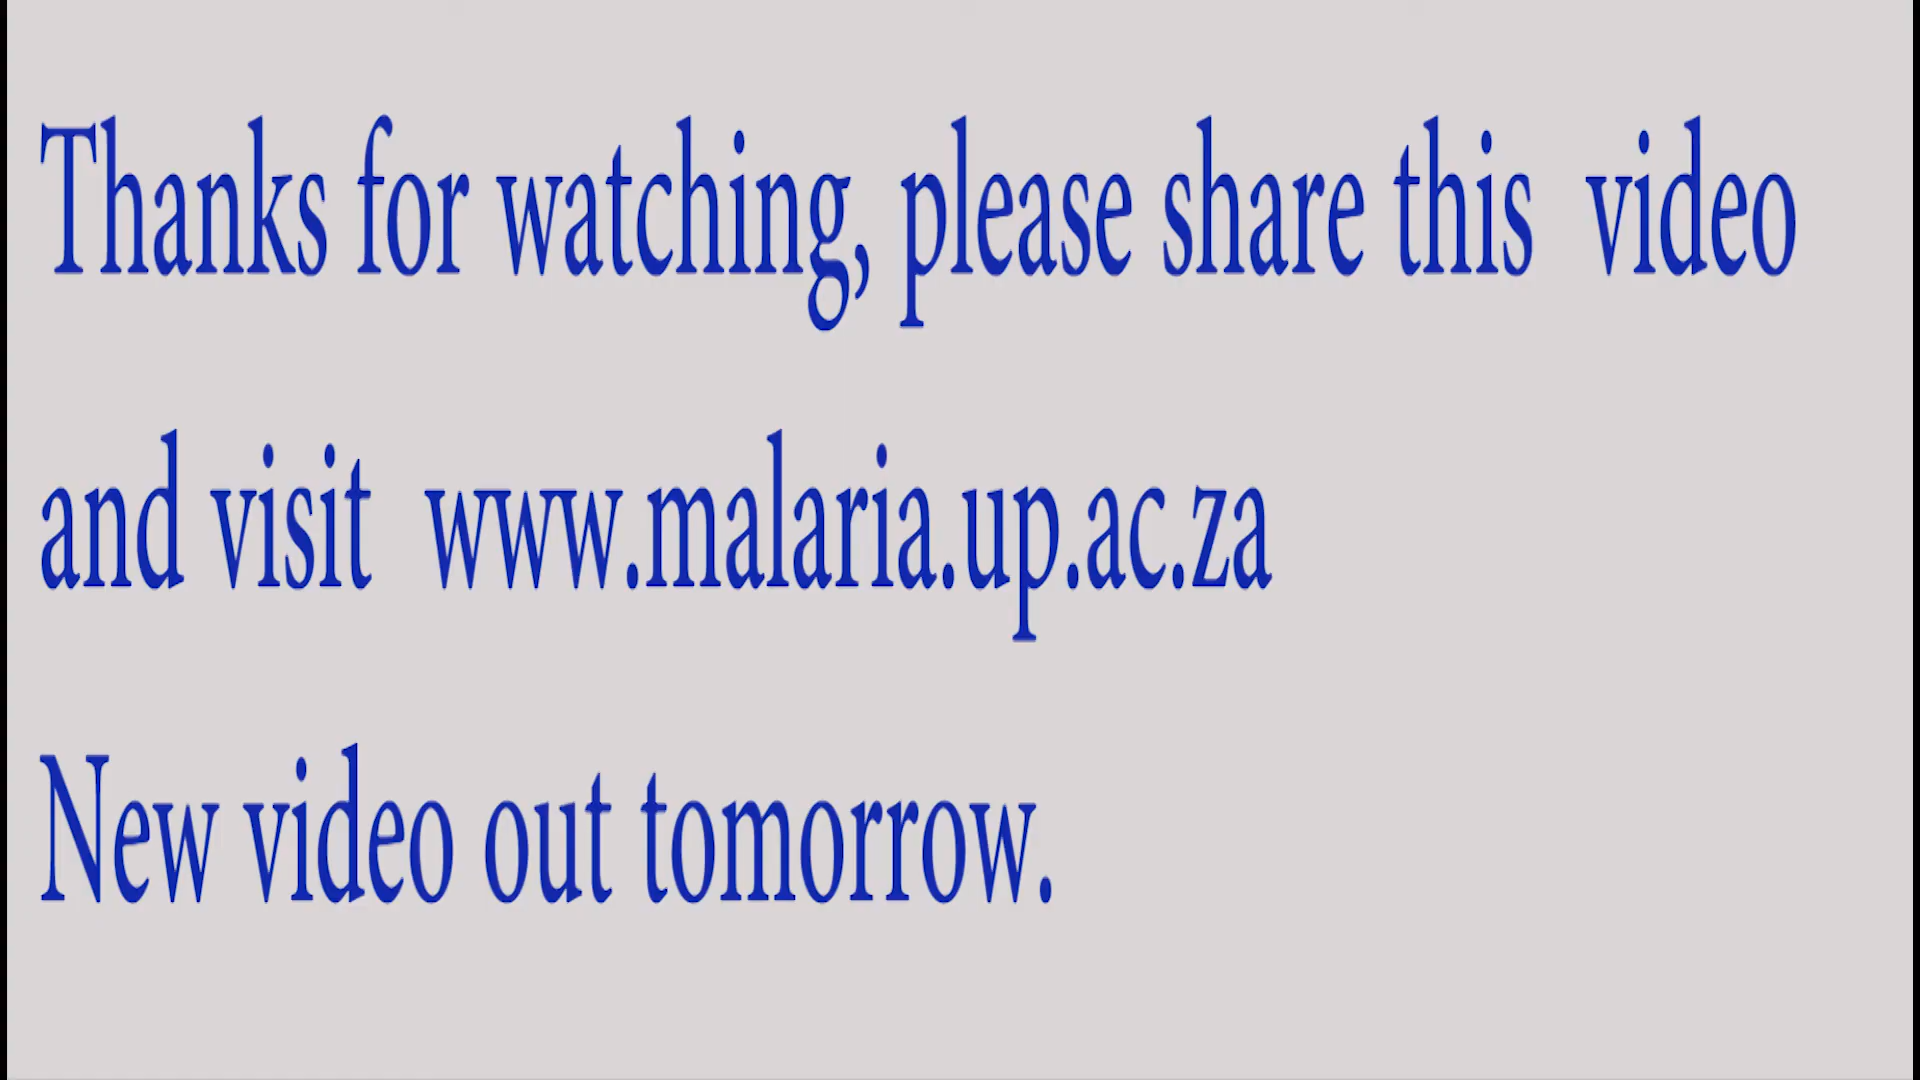 Thanks for watching, please share this video
and visit www.malaria.up.ac.za
New video out tomorrow.